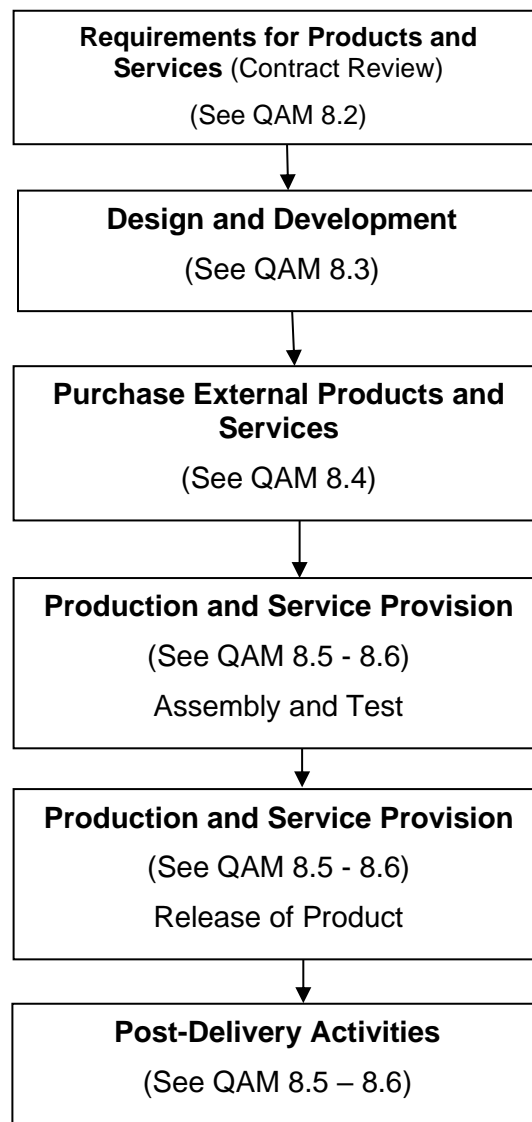 Requirements for Products and
Services (Contract Review)
(See QAM 8.2)
Design and Development
(See QAM 8.3)
Purchase External Products and
Services
(See QAM 8.4)
Production and Service Provision
(See QAM 8.5 - 8.6)
Assembly and Test
Production and Service Provision
(See QAM 8.5 - 8.6)
Release of Product
Post-Delivery Activities
(See QAM 8.5 – 8.6)